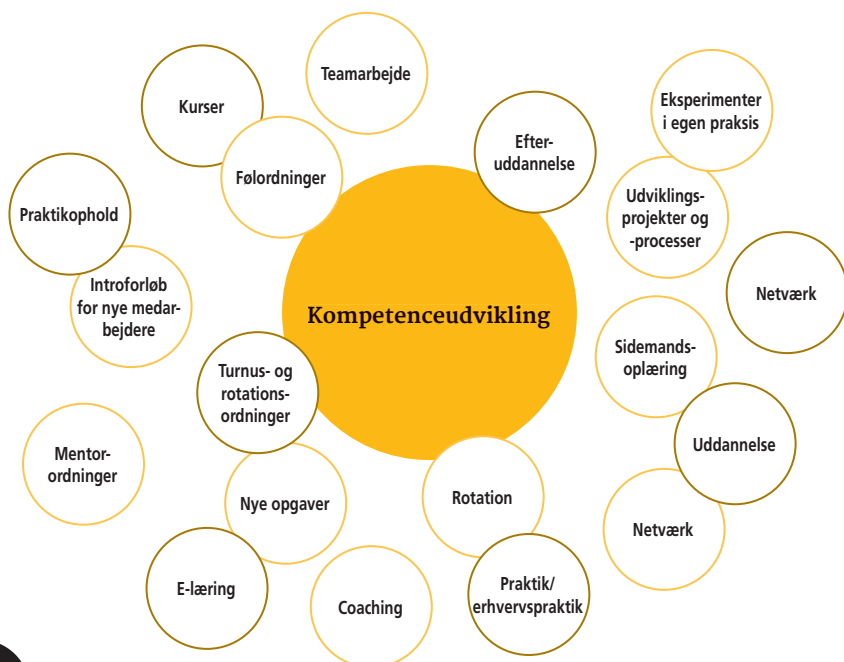 Teamarbejde
Kurser
Eksperimenter
i egen praksis
Efter-
uddannelse
Følordninger
Udviklings-
projekter og
-processer
Praktikophold
Introforløb
for nye medar-
bejdere
Netværk
Kompetenceudvikling
Sidemands-
oplæring
Turnus- og
rotations-
ordninger
Uddannelse
Mentor-
ordninger
Nye opgaver
Rotation
Netværk
E-læring
Coaching
Praktik/
erhvervspraktik